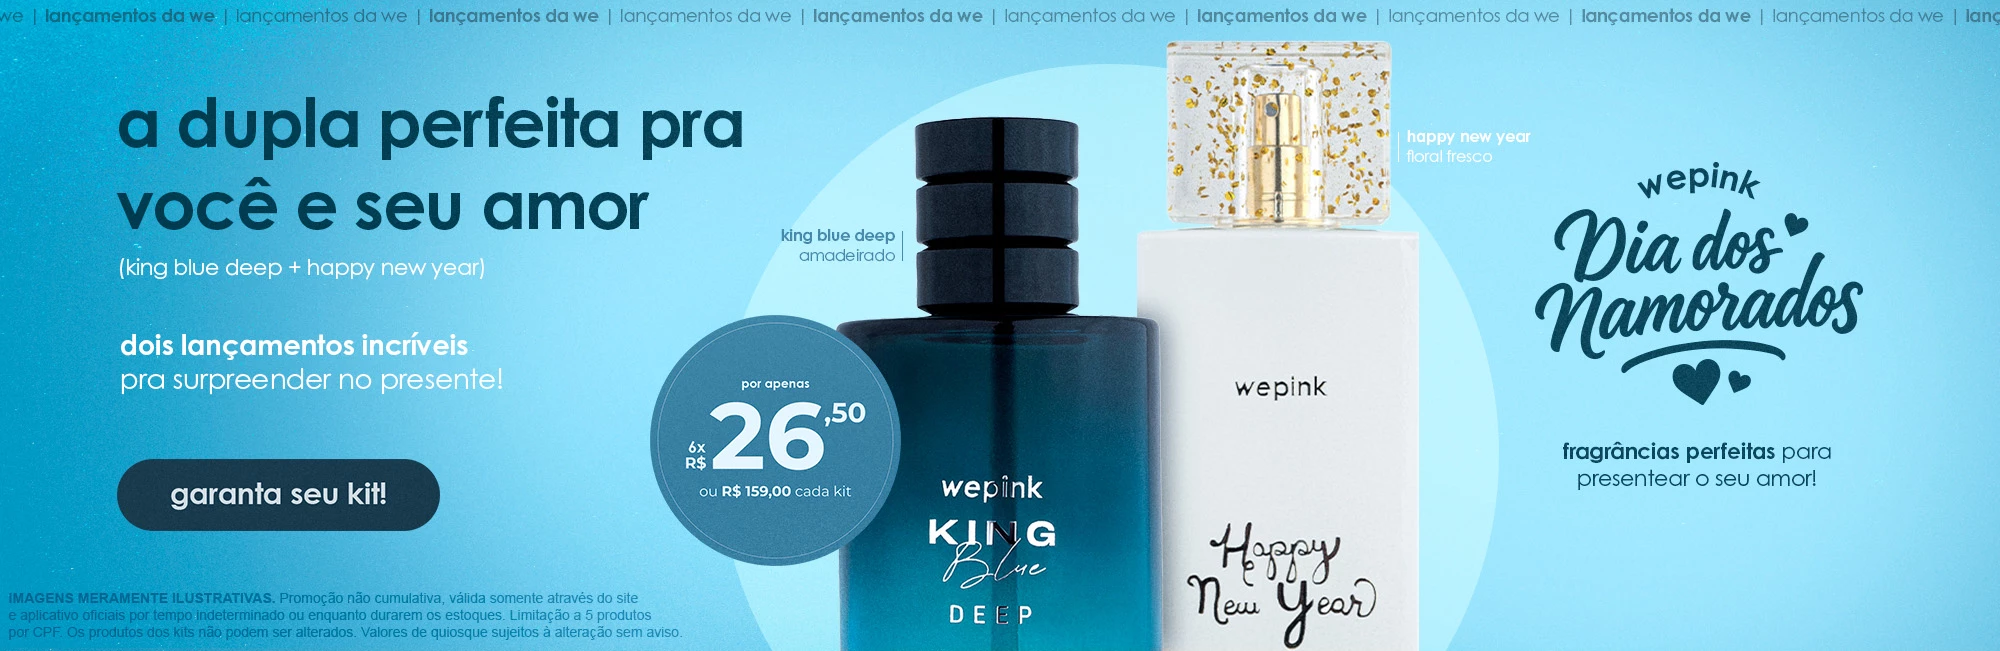 we | lançamentos da we | lançamentos da we | lançamentos da we | lançamentos da we | lançamentos da we | lançamentos da we | lançamentos da we | lançamentos da we | lançamentos da we | lançamentos da we | lanç
a dupla perfeita pra
você e seu amor
(king blue deep + happy new year)
dois lançamentos incríveis
pra surpreender no presente!
garanta seu kit!
IMAGENS MERAMENTE ILUSTRATIVAS. Promoção não cumulativa, válida somente através do site
e aplicativo oficiais por tempo indeterminado ou enquanto durarem os estoques. Limitação a 5 produtos
por CPF. Os produtos dos kits não podem ser alterados. Valores de quiosque sujeitos à alteração sem aviso.
por apenas
6x
R$ 26,50
ou R$ 159,00 cada kit
king blue deep
amadeirado
wepink
KING
Blue
DEEP
happy new year
floral fresco
wepink
Happy
New Year
wepink
Dia dos
Namorados
fragrâncias perfeitas para
presentear o seu amor!